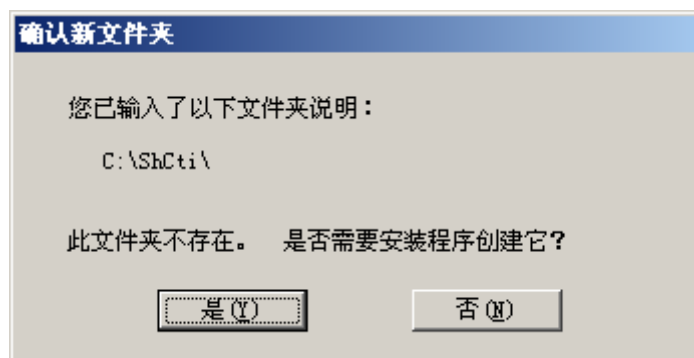 确认新文件夹
您已输入了以下文件夹说明：
C:\ShCti\
此文件夹不存在。 是否需要安装程序创建它？
是(Y) 否(N)